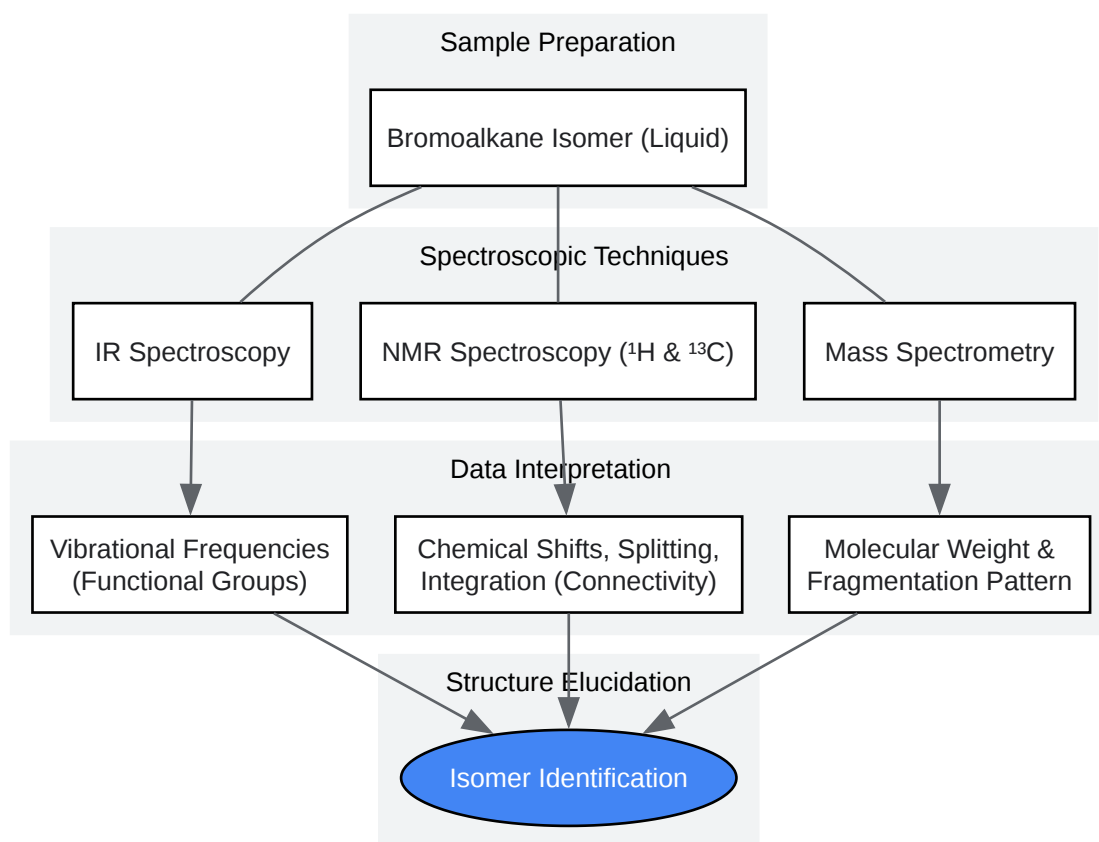 Sample Preparation
Bromoalkane Isomer (Liquid)
Spectroscopic Techniques
IR Spectroscopy
NMR Spectroscopy (¹H & ¹³C)
Mass Spectrometry
Data Interpretation
Vibrational Frequencies
(Functional Groups)
Chemical Shifts, Splitting,
Integration (Connectivity)
Molecular Weight &
Fragmentation Pattern
Structure Elucidation
Isomer Identification